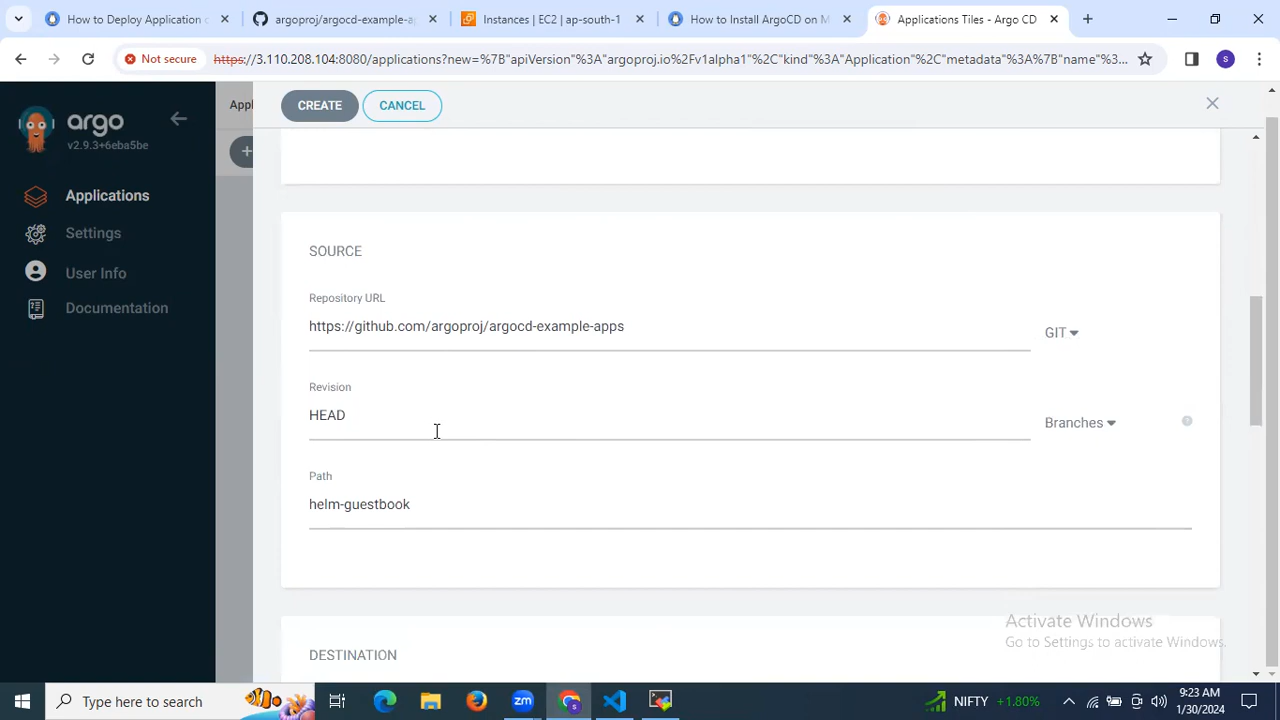 How to Deploy Application
argoproj/argocd-example-ap
Instances | EC2 | ap-south-1
How to Install ArgoCD on M
Applications Tiles - Argo CD
Not secure
https://3.110.208.104:8080/applications?new=%7B"apiVersion"%3A"argoproj.io%2Fv1alpha1"%2C"kind"%3A"Application"%2C"metadata"%3A%7B"name"%3...
S
argo
v2.9.3+6eba5be
Applications
Settings
User Info
Documentation
Appl
CREATE
CANCEL
SOURCE
Repository URL
https://github.com/argoproj/argocd-example-apps
GIT
Revision
HEAD
Branches
Path
helm-guestbook
DESTINATION
Activate Windows
Go to Settings to activate Windows.
Type here to search
zm
NIFTY +1.80%
9:23 AM
1/30/2024